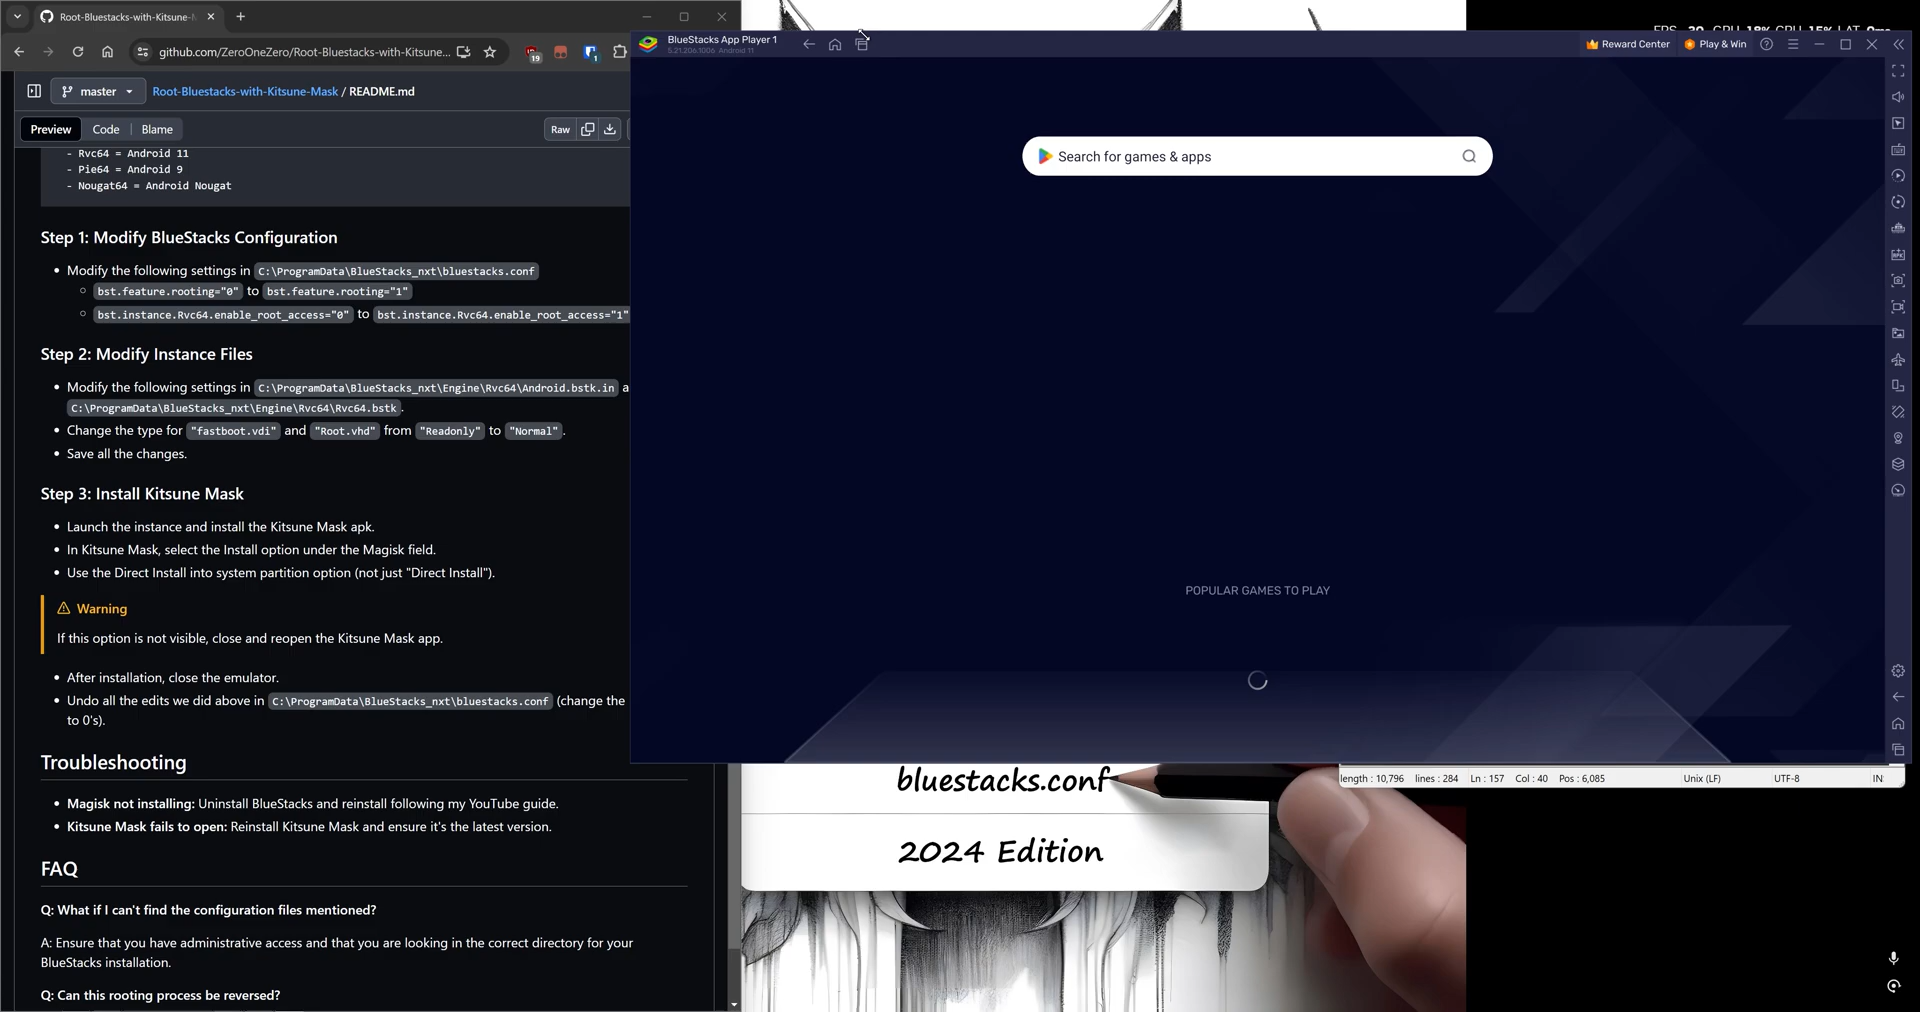 Root-Bluestacks-with-Kitsune-
github.com/ZeroOneZero/Root-Bluestacks-with-Kitsune...
19
1
master
Root-Bluestacks-with-Kitsune-Mask / README.md
Preview
Code
Blame
Raw
- Rvc64 = Android 11
- Pie64 = Android 9
- Nougat64 = Android Nougat
Step 1: Modify BlueStacks Configuration
• Modify the following settings in C:\ProgramData\BlueStacks_nxt\bluestacks.conf
○ bst.feature.rooting="0" to bst.feature.rooting="1"
○ bst.instance.Rvc64.enable_root_access="0" to bst.instance.Rvc64.enable_root_access="1"
Step 2: Modify Instance Files
• Modify the following settings in C:\ProgramData\BlueStacks_nxt\Engine\Rvc64\Android.bstk.in a
C:\ProgramData\BlueStacks_nxt\Engine\Rvc64\Rvc64.bstk.
• Change the type for "fastboot.vdi" and "Root.vhd" from "Readonly" to "Normal".
• Save all the changes.
Step 3: Install Kitsune Mask
• Launch the instance and install the Kitsune Mask apk.
• In Kitsune Mask, select the Install option under the Magisk field.
• Use the Direct Install into system partition option (not just "Direct Install").
Warning
If this option is not visible, close and reopen the Kitsune Mask app.
• After installation, close the emulator.
• Undo all the edits we did above in C:\ProgramData\BlueStacks_nxt\bluestacks.conf (change the
to 0's).
Troubleshooting
• Magisk not installing: Uninstall BlueStacks and reinstall following my YouTube guide.
• Kitsune Mask fails to open: Reinstall Kitsune Mask and ensure it's the latest version.
FAQ
Q: What if I can't find the configuration files mentioned?
A: Ensure that you have administrative access and that you are looking in the correct directory for your
BlueStacks installation.
Q: Can this rooting process be reversed?
BlueStacks App Player 1
5.21.206.1006 Android 11
Reward Center
Play & Win
Search for games & apps
POPULAR GAMES TO PLAY
bluestacks.conf
2024 Edition
length : 10,796 lines : 284 Ln : 157 Col : 40 Pos : 6,085 Unix (LF) UTF-8 IN